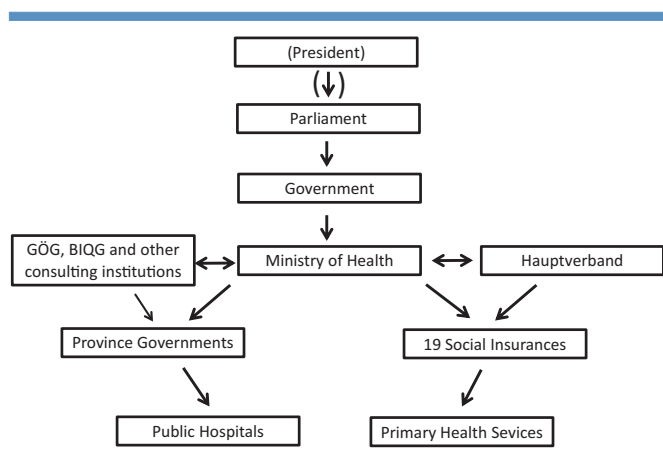 (President)
( )
Parliament
Government
GÖG, BIQG and other
consulting institutions
Ministry of Health
Hauptverband
Province Governments
19 Social Insurances
Public Hospitals
Primary Health Sevices